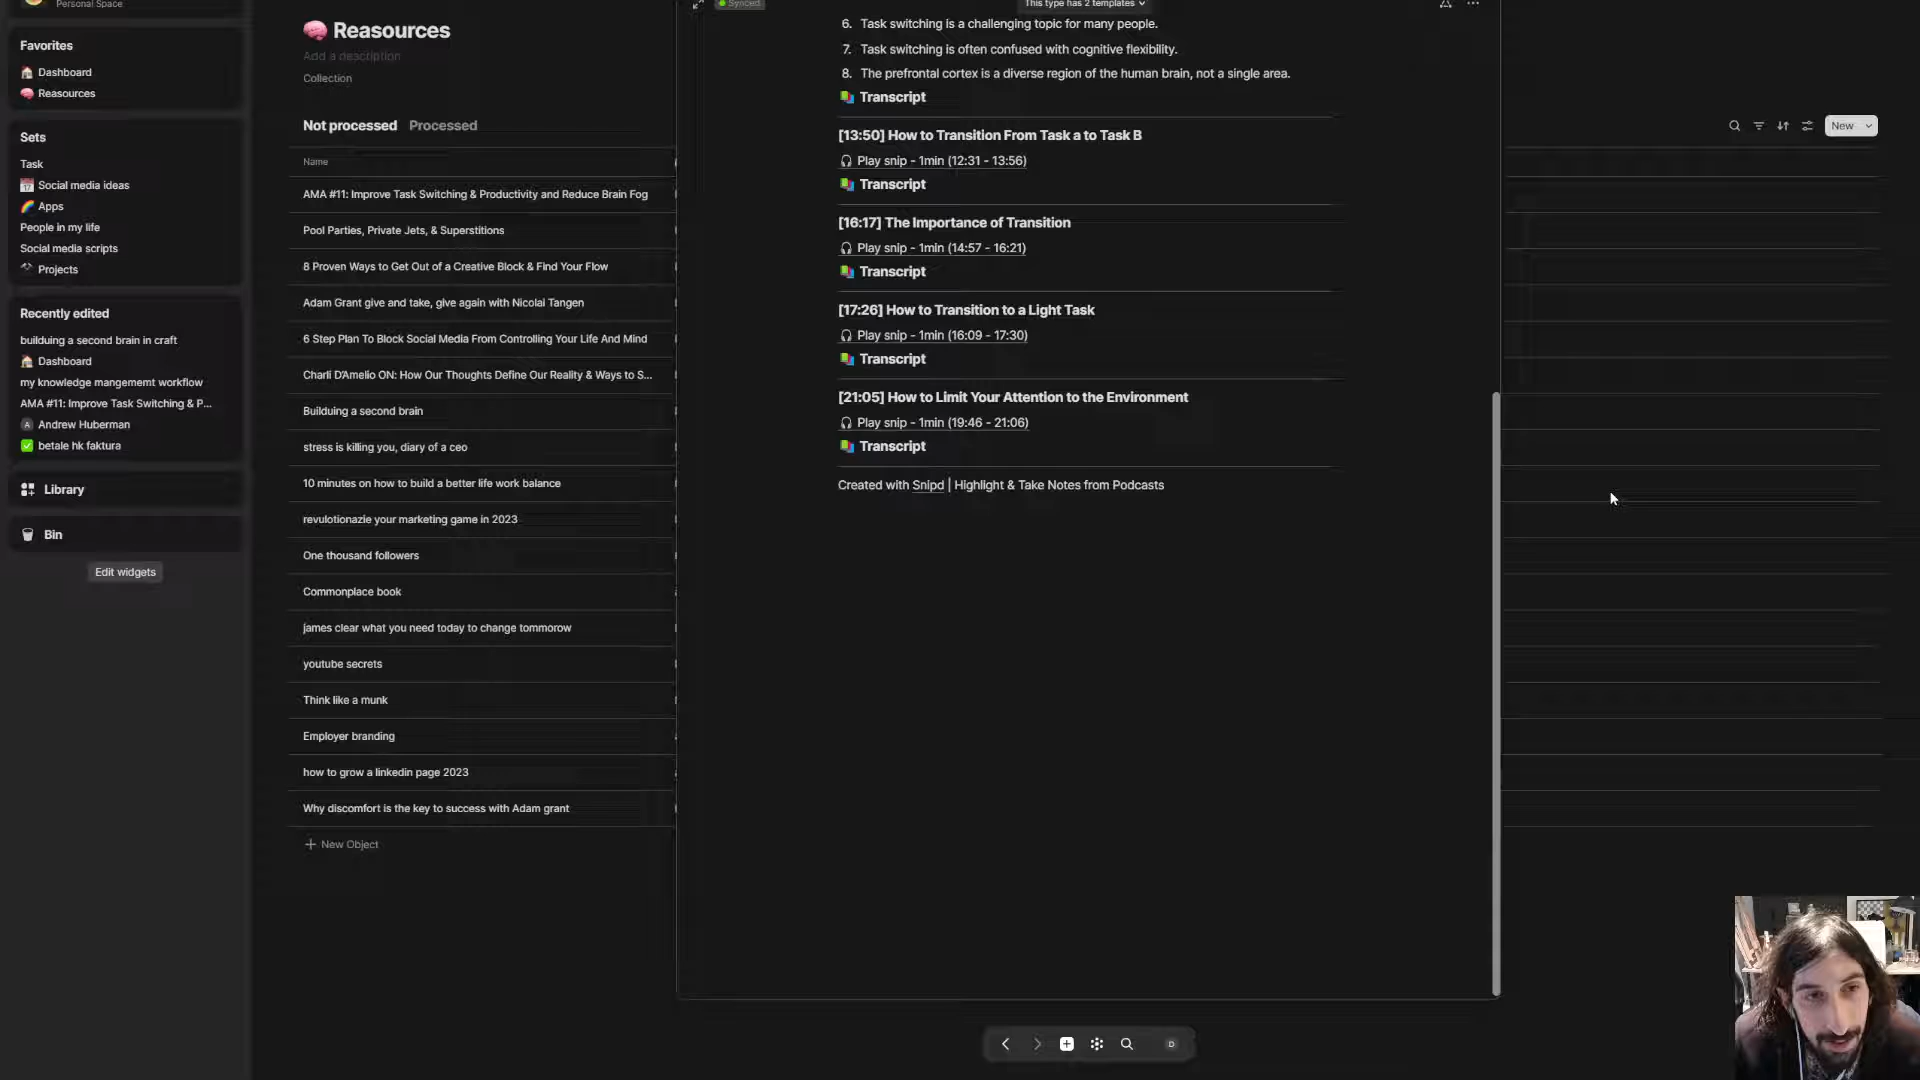 Personal Space
Favorites
Dashboard
Reasources
Sets
Task
Social media ideas
Apps
People in my life
Social media scripts
Projects
Recently edited
builduing a second brain in craft
Dashboard
my knowledge mangememt workflow
AMA #11: Improve Task Switching & P...
A Andrew Huberman
betale hk faktura
Library
Bin
Edit widgets
Reasources
Add a description
Collection
Not processed Processed
New
Name
AMA #11: Improve Task Switching & Productivity and Reduce Brain Fog
Pool Parties, Private Jets, & Superstitions
8 Proven Ways to Get Out of a Creative Block & Find Your Flow
Adam Grant give and take, give again with Nicolai Tangen
6 Step Plan To Block Social Media From Controlling Your Life And Mind
Charli D'Amelio ON: How Our Thoughts Define Our Reality & Ways to S...
Builduing a second brain
stress is killing you, diary of a ceo
10 minutes on how to build a better life work balance
revulotionazie your marketing game in 2023
One thousand followers
Commonplace book
james clear what you need today to change tommorow
youtube secrets
Think like a munk
Employer branding
how to grow a linkedin page 2023
Why discomfort is the key to success with Adam grant
New Object
Synced
This type has 2 templates
6. Task switching is a challenging topic for many people.
7. Task switching is often confused with cognitive flexibility.
8. The prefrontal cortex is a diverse region of the human brain, not a single area.
Transcript
[13:50] How to Transition From Task a to Task B
Play snip - 1min (12:31 - 13:56)
Transcript
[16:17] The Importance of Transition
Play snip - 1min (14:57 - 16:21)
Transcript
[17:26] How to Transition to a Light Task
Play snip - 1min (16:09 - 17:30)
Transcript
[21:05] How to Limit Your Attention to the Environment
Play snip - 1min (19:46 - 21:06)
Transcript
Created with Snipd | Highlight & Take Notes from Podcasts
D